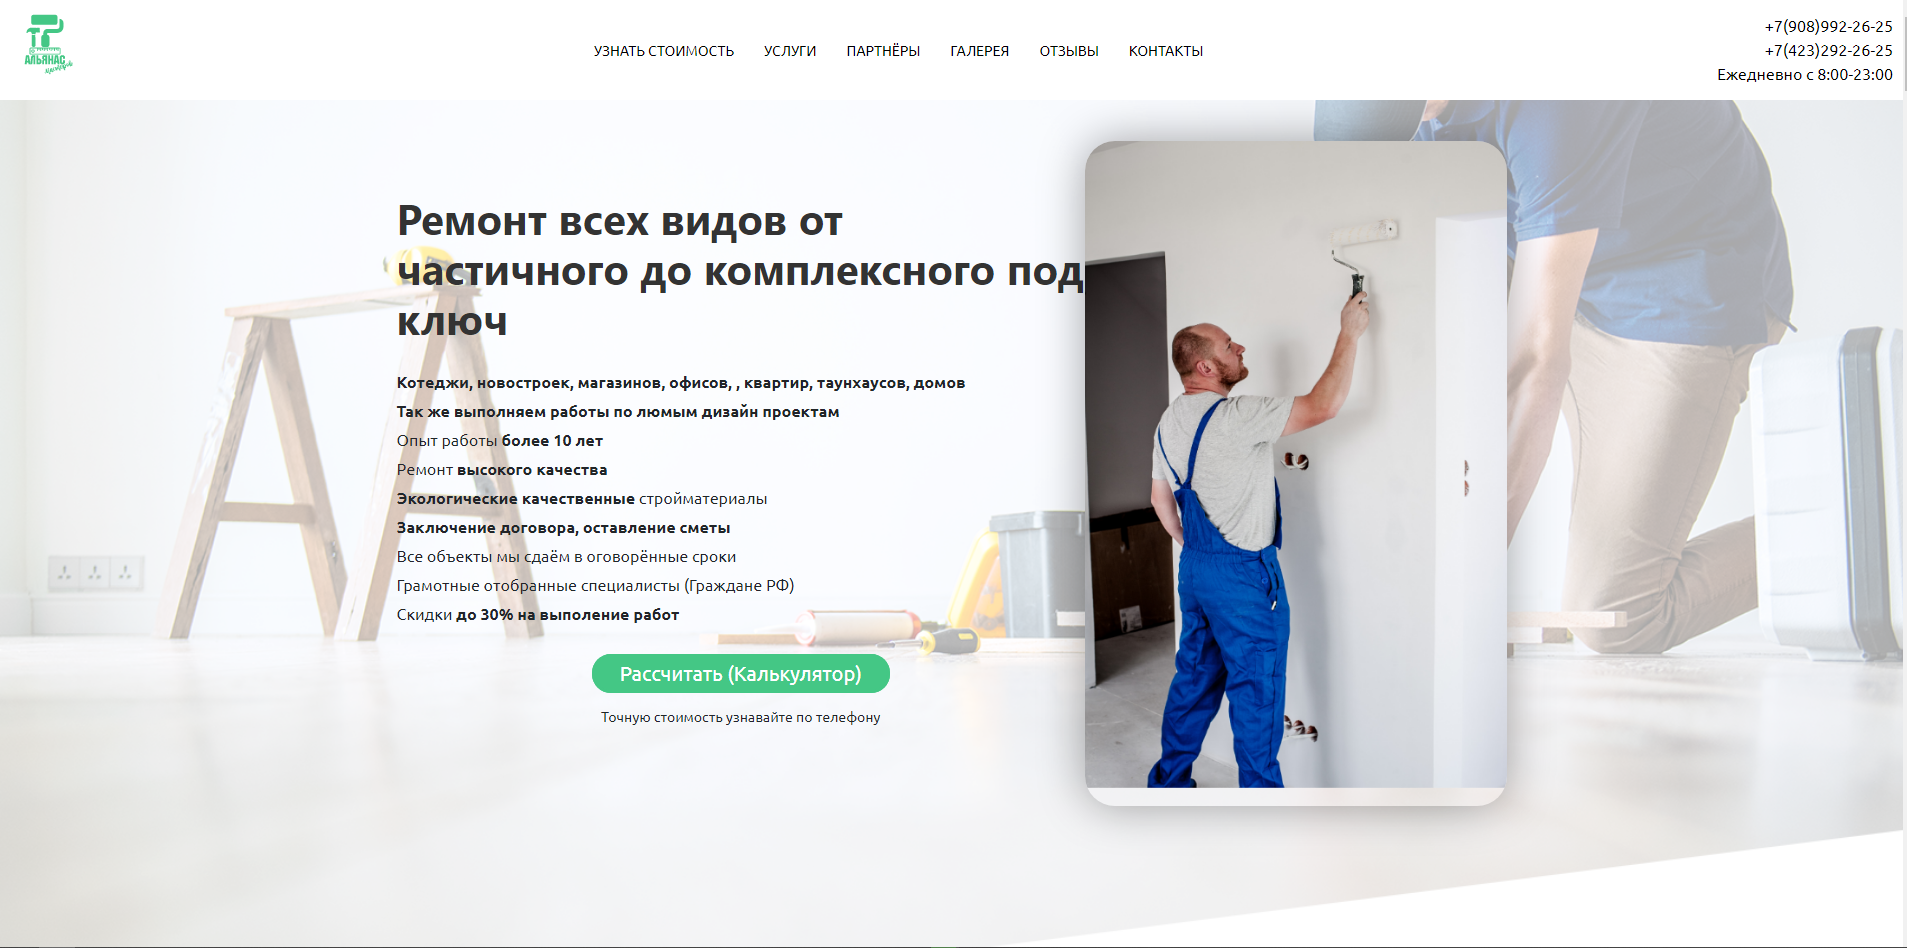 АЛЬЯНС
УЗНАТЬ СТОИМОСТЬ УСЛУГИ ПАРТНЁРЫ ГАЛЕРЕЯ ОТЗЫВЫ КОНТАКТЫ
+7(908)992-26-25
+7(423)292-26-25
Ежедневно с 8:00-23:00
Ремонт всех видов от
частичного до комплексного под
ключ
Котеджи, новостроек, магазинов, офисов, , квартир, таунхаусов, домов
Так же выполняем работы по люмым дизайн проектам
Опыт работы более 10 лет
Ремонт высокого качества
Экологические качественные стройматериалы
Заключение договора, оставление сметы
Все объекты мы сдаём в оговорённые сроки
Грамотные отобранные специалисты (Граждане РФ)
Скидки до 30% на выполение работ
Рассчитать (Калькулятор)
Точную стоимость узнавайте по телефону